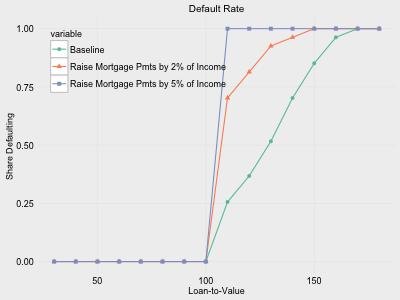 Default Rate
1.00
variable
Baseline
Raise Mortgage Pmts by 2% of Income
Raise Mortgage Pmts by 5% of Income
0.75
0.50
0.25
0.00
Share Defaulting
50
100
150
Loan-to-Value